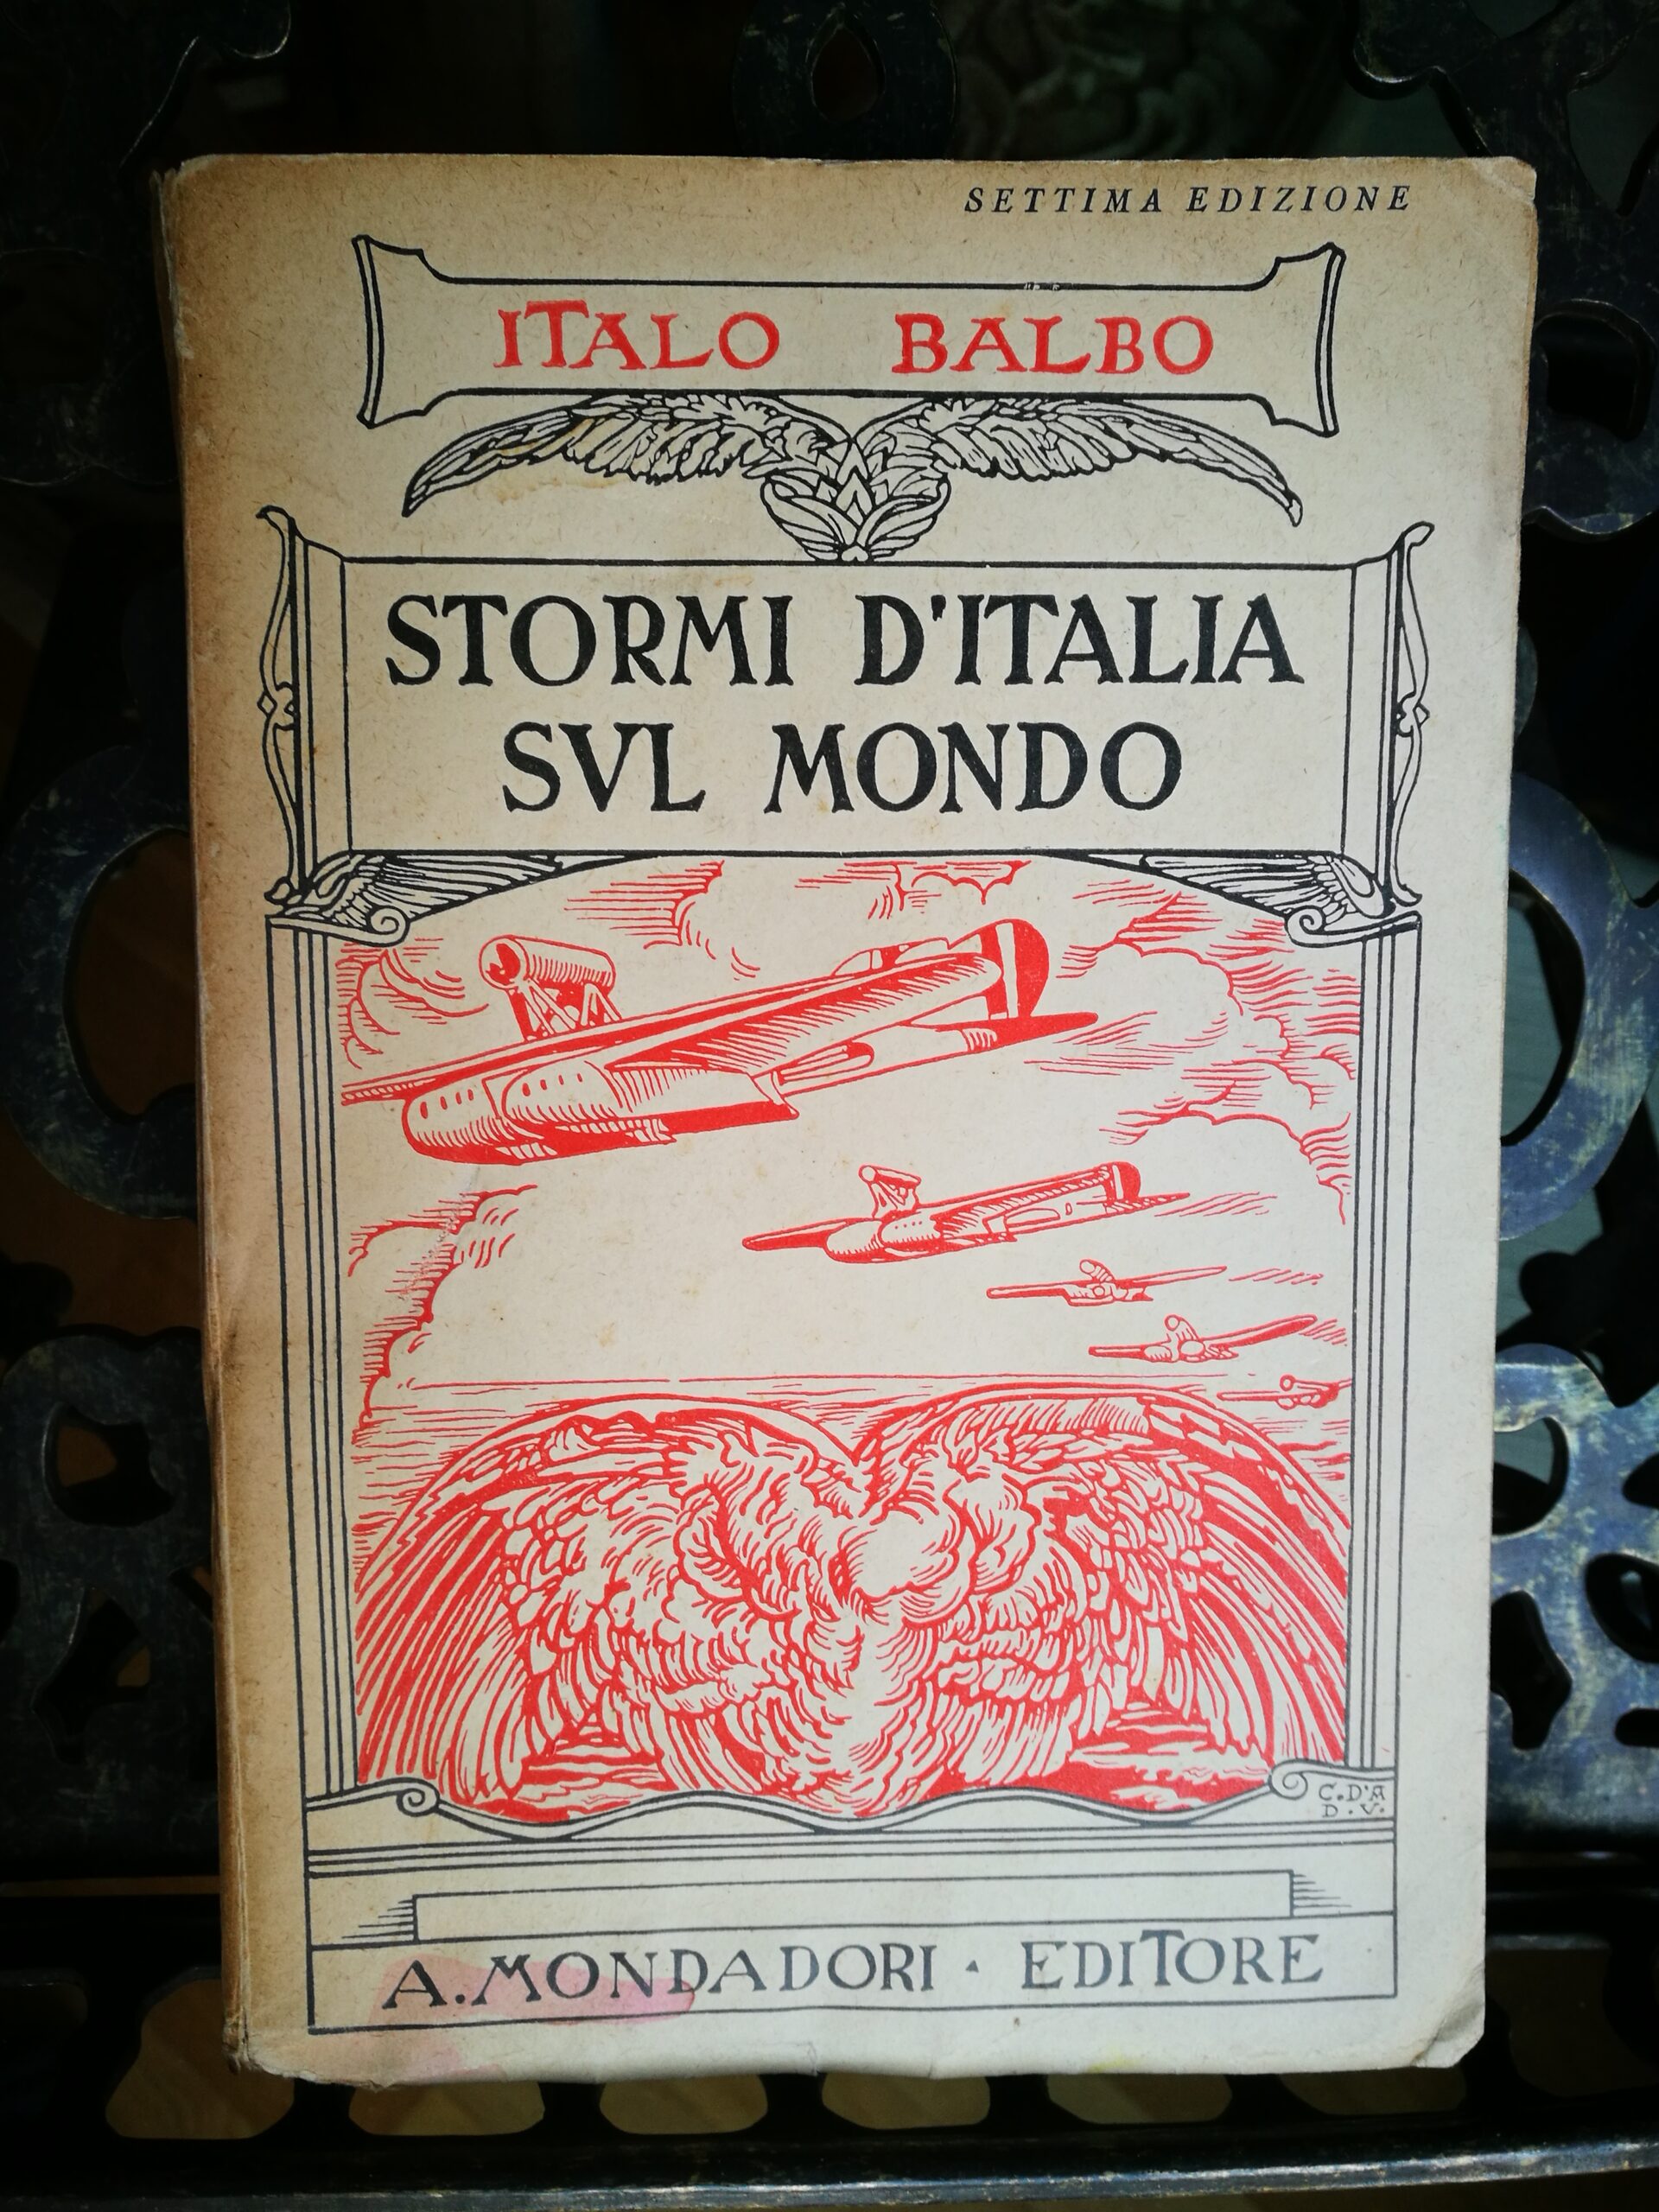 SETTIMA EDIZIONE
ITALO BALBO
STORMI D'ITALIA
SVL MONDO
C.D'A
D.V.
A.MONDADORI · EDITORE